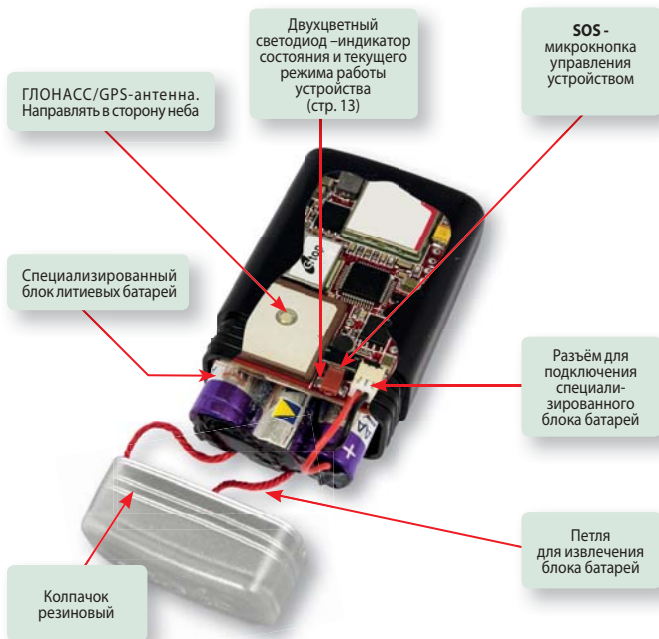 Двухцветный
светодиод –индикатор
состояния и текущего
режима работы
устройства
(стр. 13)
SOS -
микрокнопка
управления
устройством
ГЛОНАСС/GPS-антенна.
Направлять в сторону неба
Специализированный
блок литиевых батарей
Разъём для
подключения
специали-
зированного
блока батарей
+
Петля
для извлечения
блока батарей
Колпачок
резиновый